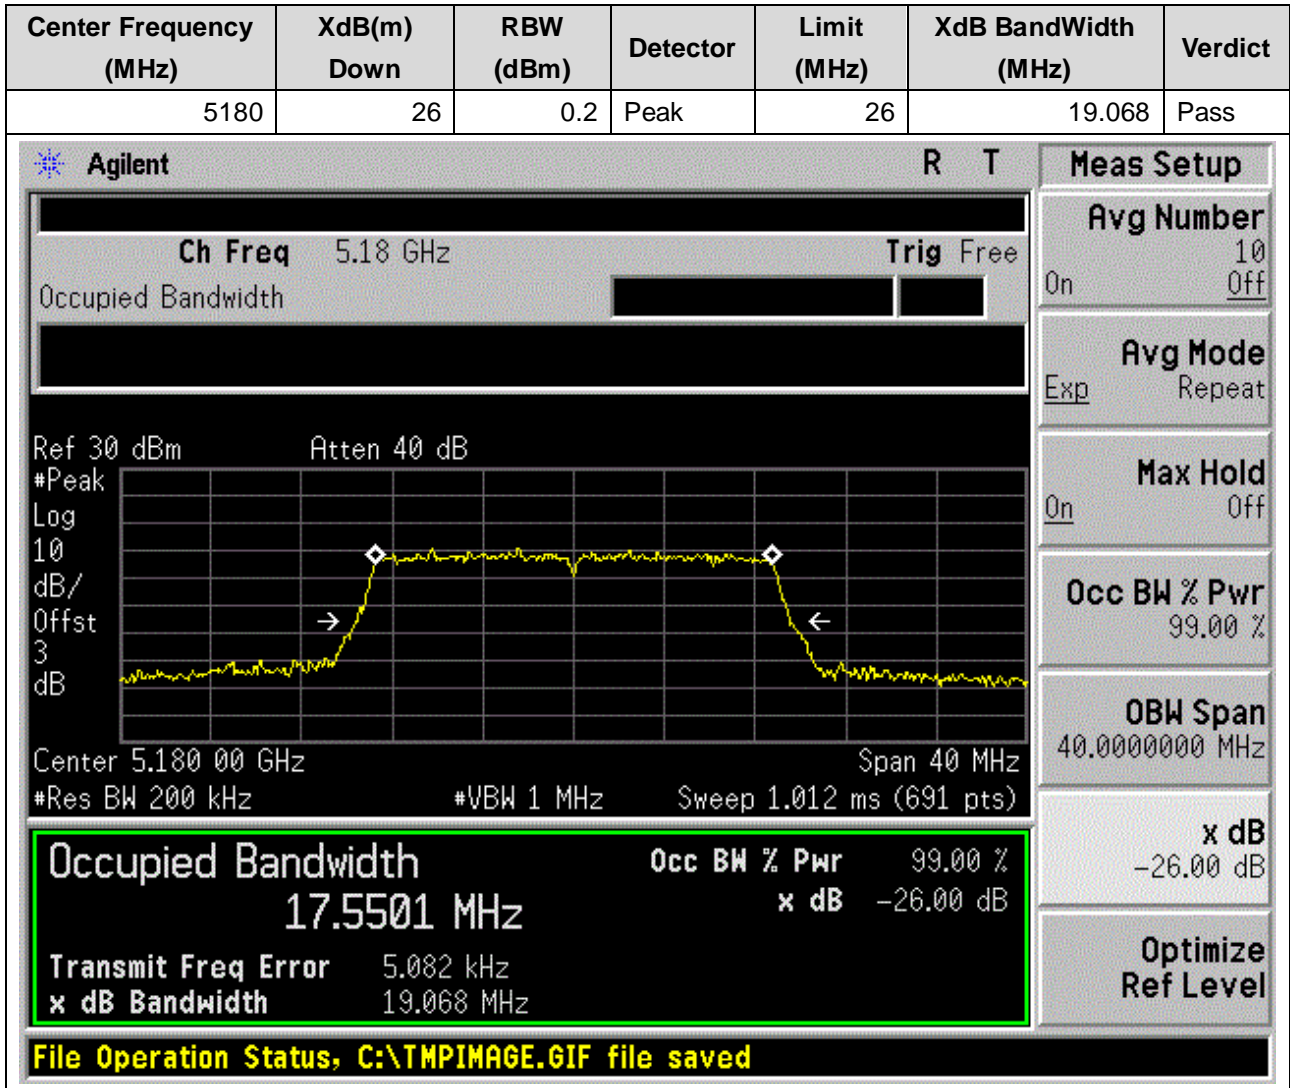 Center Frequency (MHz) XdB(m) Down RBW (dBm) Detector Limit (MHz) XdB BandWidth (MHz) Verdict
5180 26 0.2 Peak 26 19.068 Pass
Agilent R T
Ch Freq 5.18 GHz Trig Free
Occupied Bandwidth
Ref 30 dBm Atten 40 dB
#Peak
Log
10
dB/
Offst
3
dB
Center 5.180 00 GHz Span 40 MHz
#Res BW 200 kHz #VBW 1 MHz Sweep 1.012 ms (691 pts)
Occupied Bandwidth Occ BW % Pwr 99.00 %
17.5501 MHz x dB -26.00 dB
Transmit Freq Error 5.082 kHz
x dB Bandwidth 19.068 MHz
File Operation Status, C:\TMPIMAGE.GIF file saved
Meas Setup
Avg Number
10
On Off
Avg Mode
Exp Repeat
Max Hold
On Off
Occ BW % Pwr
99.00 %
OBW Span
40.0000000 MHz
x dB
-26.00 dB
Optimize
Ref Level